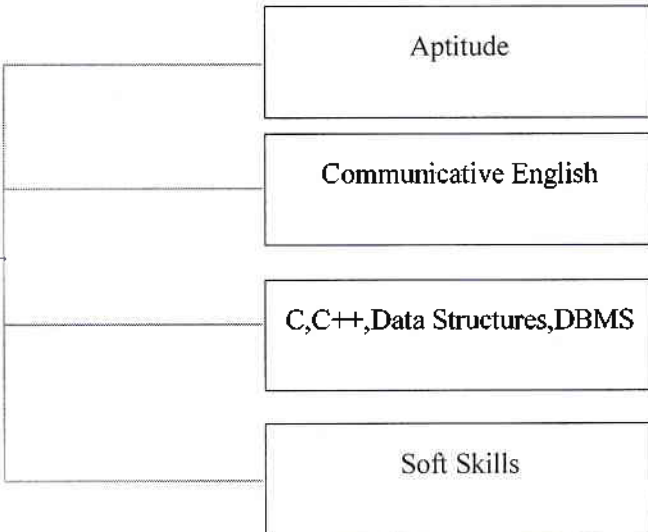 Aptitude
Communicative English
C,C++,Data Structures,DBMS
Soft Skills